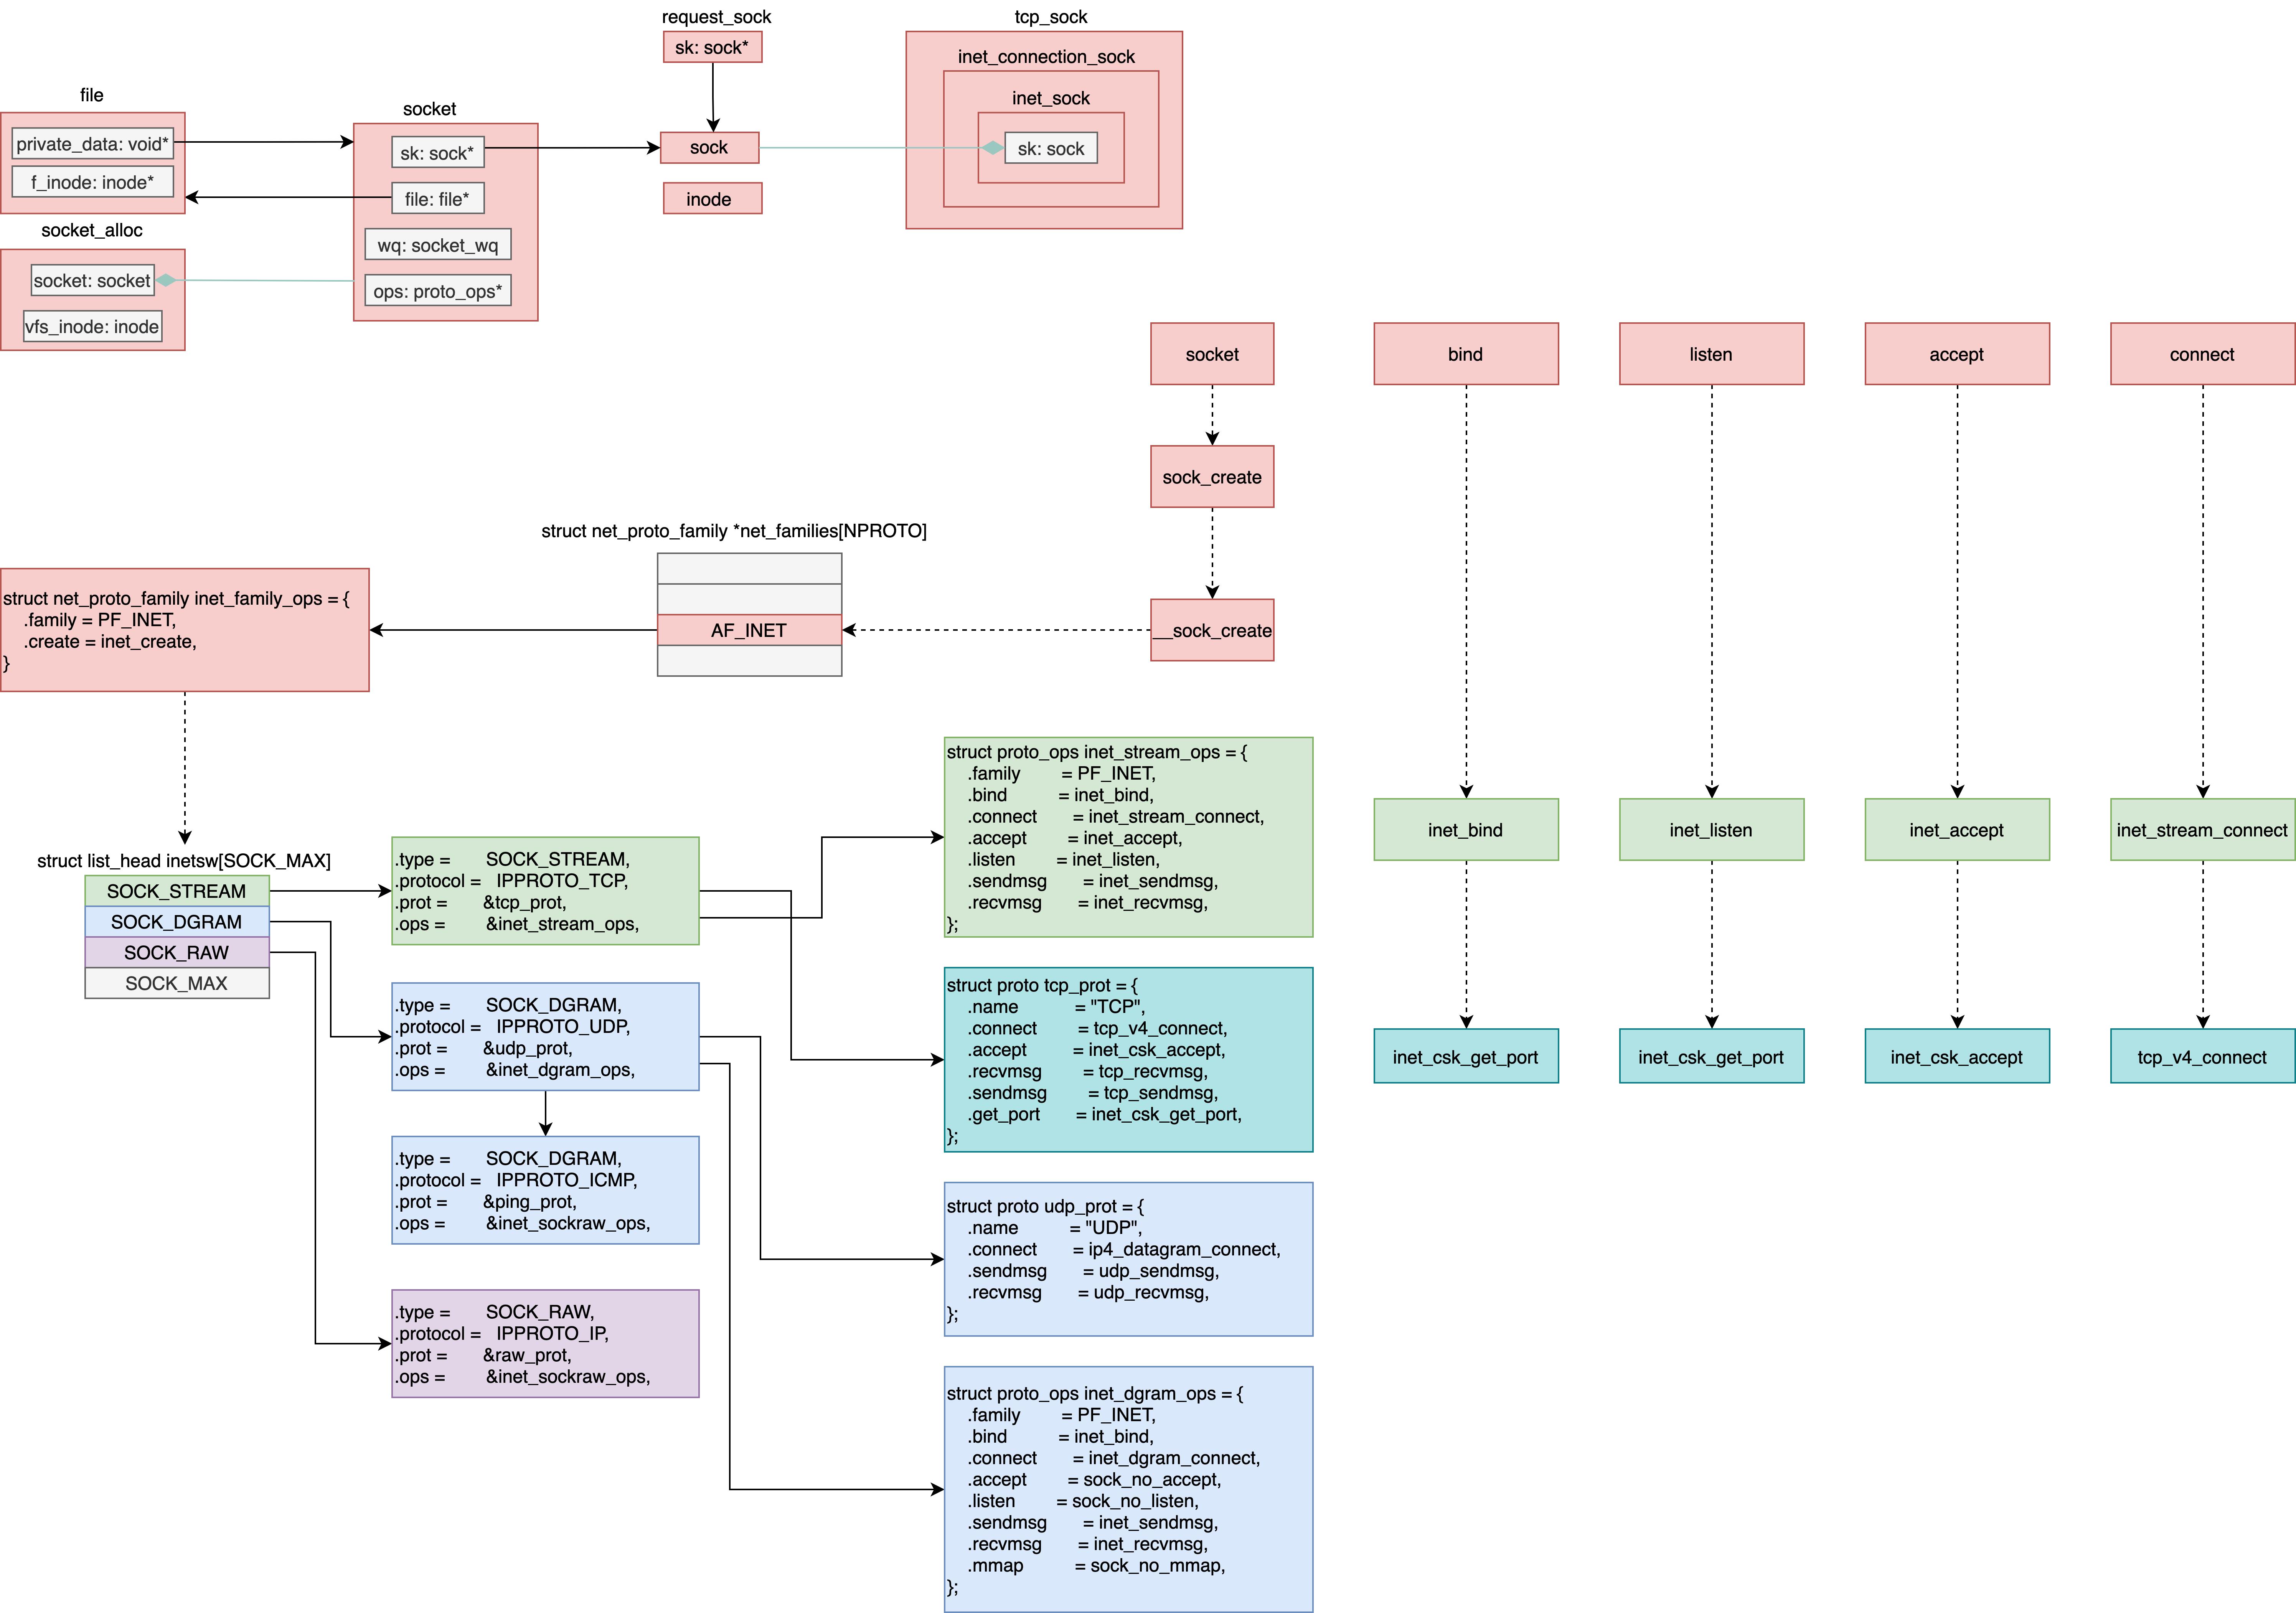 request_sock
sk: sock*
tcp_sock
inet_connection_sock
inet_sock
sk: sock
file
private_data: void*
f_inode: inode*
socket
sk: sock*
file: file*
wq: socket_wq
ops: proto_ops*
sock
inode
socket_alloc
socket: socket
vfs_inode: inode
socket
bind
listen
accept
connect
sock_create
__sock_create
struct net_proto_family *net_families[NPROTO]
AF_INET
struct net_proto_family inet_family_ops = {
.family = PF_INET,
.create = inet_create,
}
struct list_head inetsw[SOCK_MAX]
SOCK_STREAM
SOCK_DGRAM
SOCK_RAW
SOCK_MAX
.type = SOCK_STREAM,
.protocol = IPPROTO_TCP,
.prot = &tcp_prot,
.ops = &inet_stream_ops,
.type = SOCK_DGRAM,
.protocol = IPPROTO_UDP,
.prot = &udp_prot,
.ops = &inet_dgram_ops,
.type = SOCK_DGRAM,
.protocol = IPPROTO_ICMP,
.prot = &ping_prot,
.ops = &inet_sockraw_ops,
.type = SOCK_RAW,
.protocol = IPPROTO_IP,
.prot = &raw_prot,
.ops = &inet_sockraw_ops,
struct proto_ops inet_stream_ops = {
.family = PF_INET,
.bind = inet_bind,
.connect = inet_stream_connect,
.accept = inet_accept,
.listen = inet_listen,
.sendmsg = inet_sendmsg,
.recvmsg = inet_recvmsg,
};
struct proto tcp_prot = {
.name = "TCP",
.connect = tcp_v4_connect,
.accept = inet_csk_accept,
.recvmsg = tcp_recvmsg,
.sendmsg = tcp_sendmsg,
.get_port = inet_csk_get_port,
};
struct proto udp_prot = {
.name = "UDP",
.connect = ip4_datagram_connect,
.sendmsg = udp_sendmsg,
.recvmsg = udp_recvmsg,
};
struct proto_ops inet_dgram_ops = {
.family = PF_INET,
.bind = inet_bind,
.connect = inet_dgram_connect,
.accept = sock_no_accept,
.listen = sock_no_listen,
.sendmsg = inet_sendmsg,
.recvmsg = inet_recvmsg,
.mmap = sock_no_mmap,
};
inet_bind
inet_listen
inet_accept
inet_stream_connect
inet_csk_get_port
inet_csk_get_port
inet_csk_accept
tcp_v4_connect